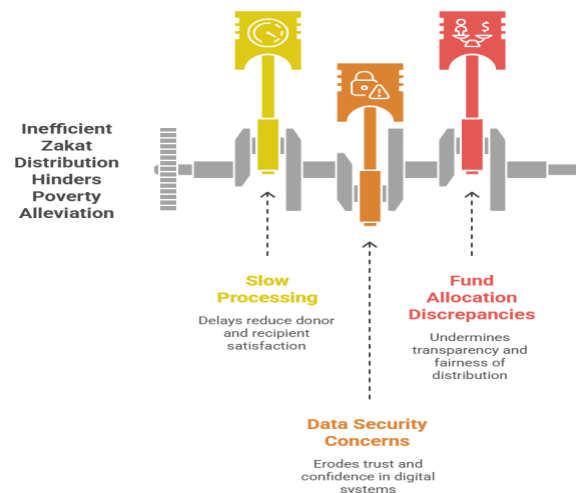 Inefficient
Zakat
Distribution
Hinders
Poverty
Alleviation
$
Slow
Processing
Delays reduce donor
and recipient
satisfaction
Fund
Allocation
Discrepancies
Undermines
transparency and
fairness of
distribution
Data Security
Concerns
Erodes trust and
confidence in digital
systems